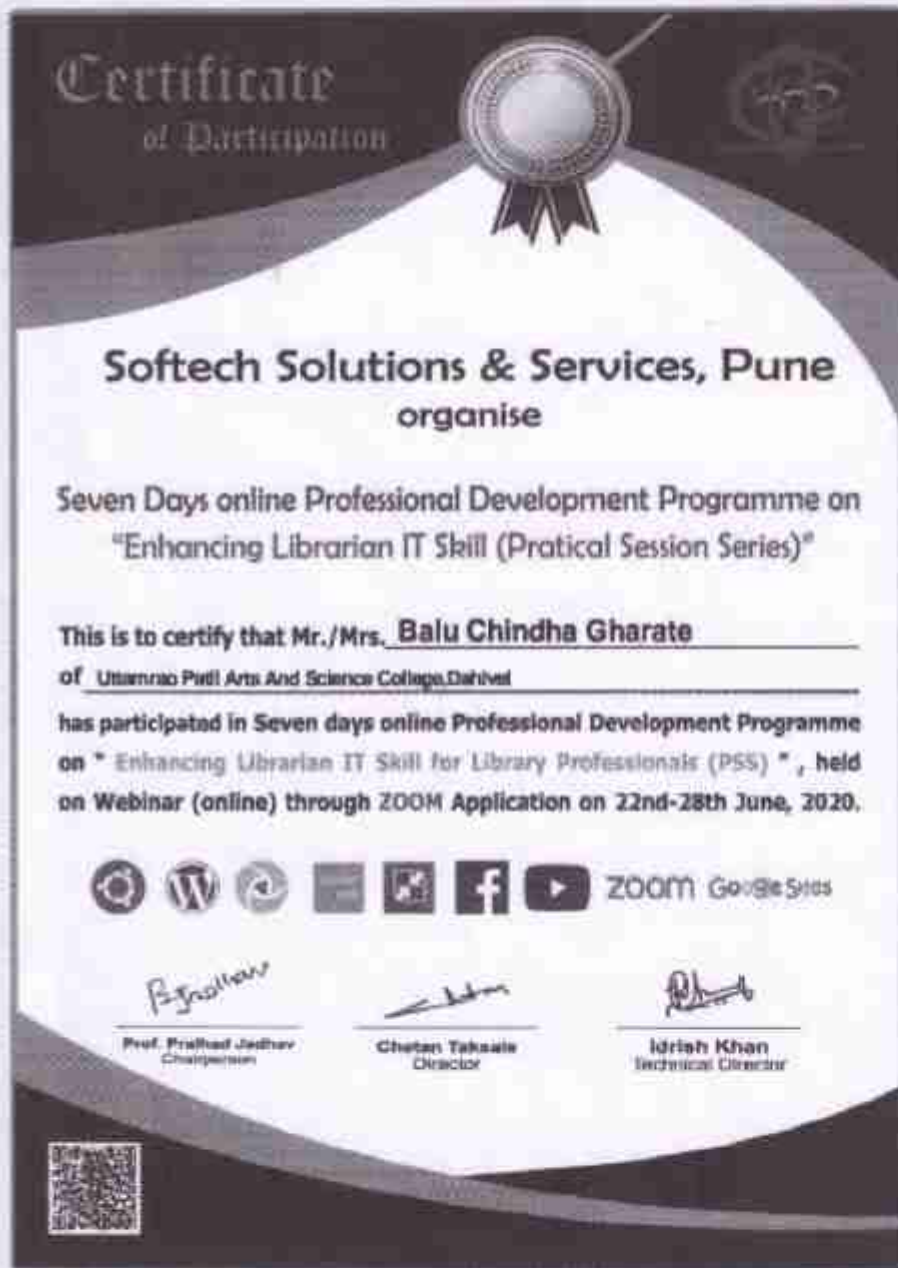 Certificate
of Participation
Softech Solutions & Services, Pune
organise
Seven Days online Professional Development Programme on
"Enhancing Librarian IT Skill (Pratical Session Series)"
This is to certify that Mr./Mrs. Balu Chindha Gharate
of Uttamrao Patil Arts And Science College,Dahivel
has participated in Seven days online Professional Development Programme
on " Enhancing Librarian IT Skill for Library Professionals (PSS) " , held
on Webinar (online) through ZOOM Application on 22nd-28th June, 2020.
ZOOM Google Sites
Prof. Pralhad Jadhav Chetan Taksale Idrish Khan
Chairperson Director Technical Director